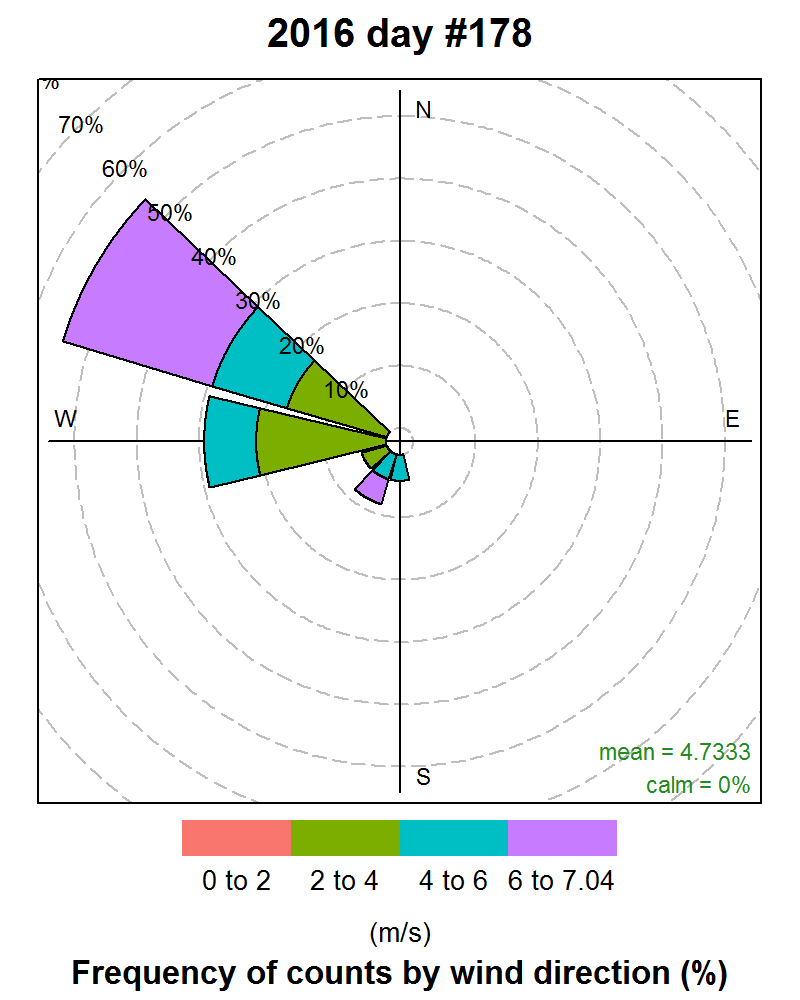 2016 day #178
%
70%
60%
50%
40%
30%
20%
10%
N
W
E
S
mean = 4.7333
calm = 0%
0 to 2 2 to 4 4 to 6 6 to 7.04
(m/s)
Frequency of counts by wind direction (%)